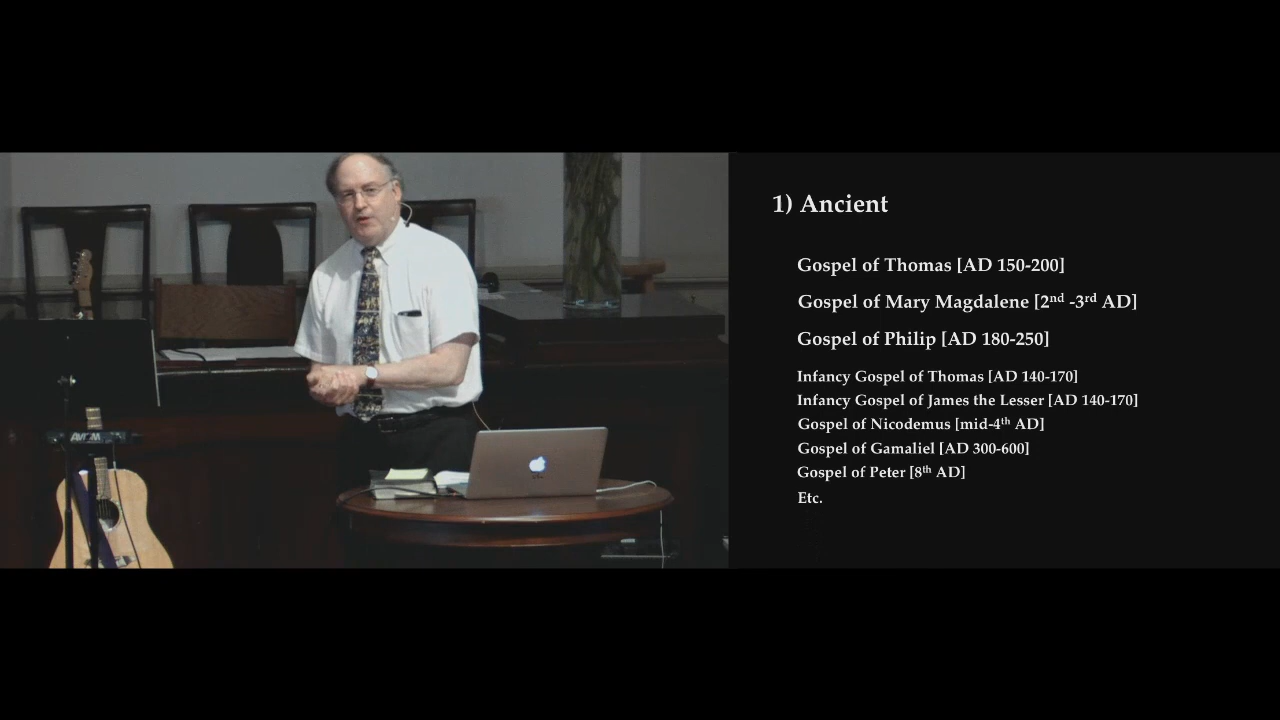 1) Ancient
Gospel of Thomas [AD 150-200]
Gospel of Mary Magdalene [2nd -3rd AD]
Gospel of Philip [AD 180-250]
Infancy Gospel of Thomas [AD 140-170]
Infancy Gospel of James the Lesser [AD 140-170]
Gospel of Nicodemus [mid-4th AD]
Gospel of Gamaliel [AD 300-600]
Gospel of Peter [8th AD]
Etc.